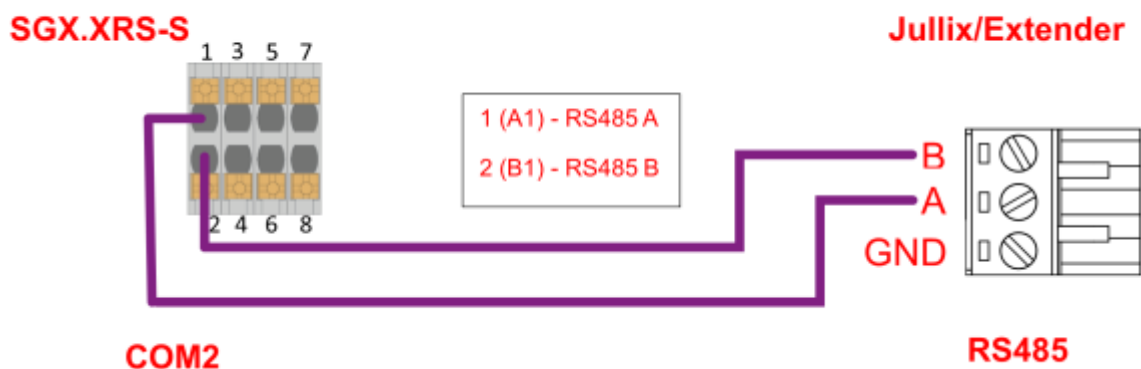 SGX.XRS-S
Jullix/Extender
1 3 5 7
1 (A1) - RS485 A
2 (B1) - RS485 B
B
A
GND
2 4 6 8
COM2
RS485